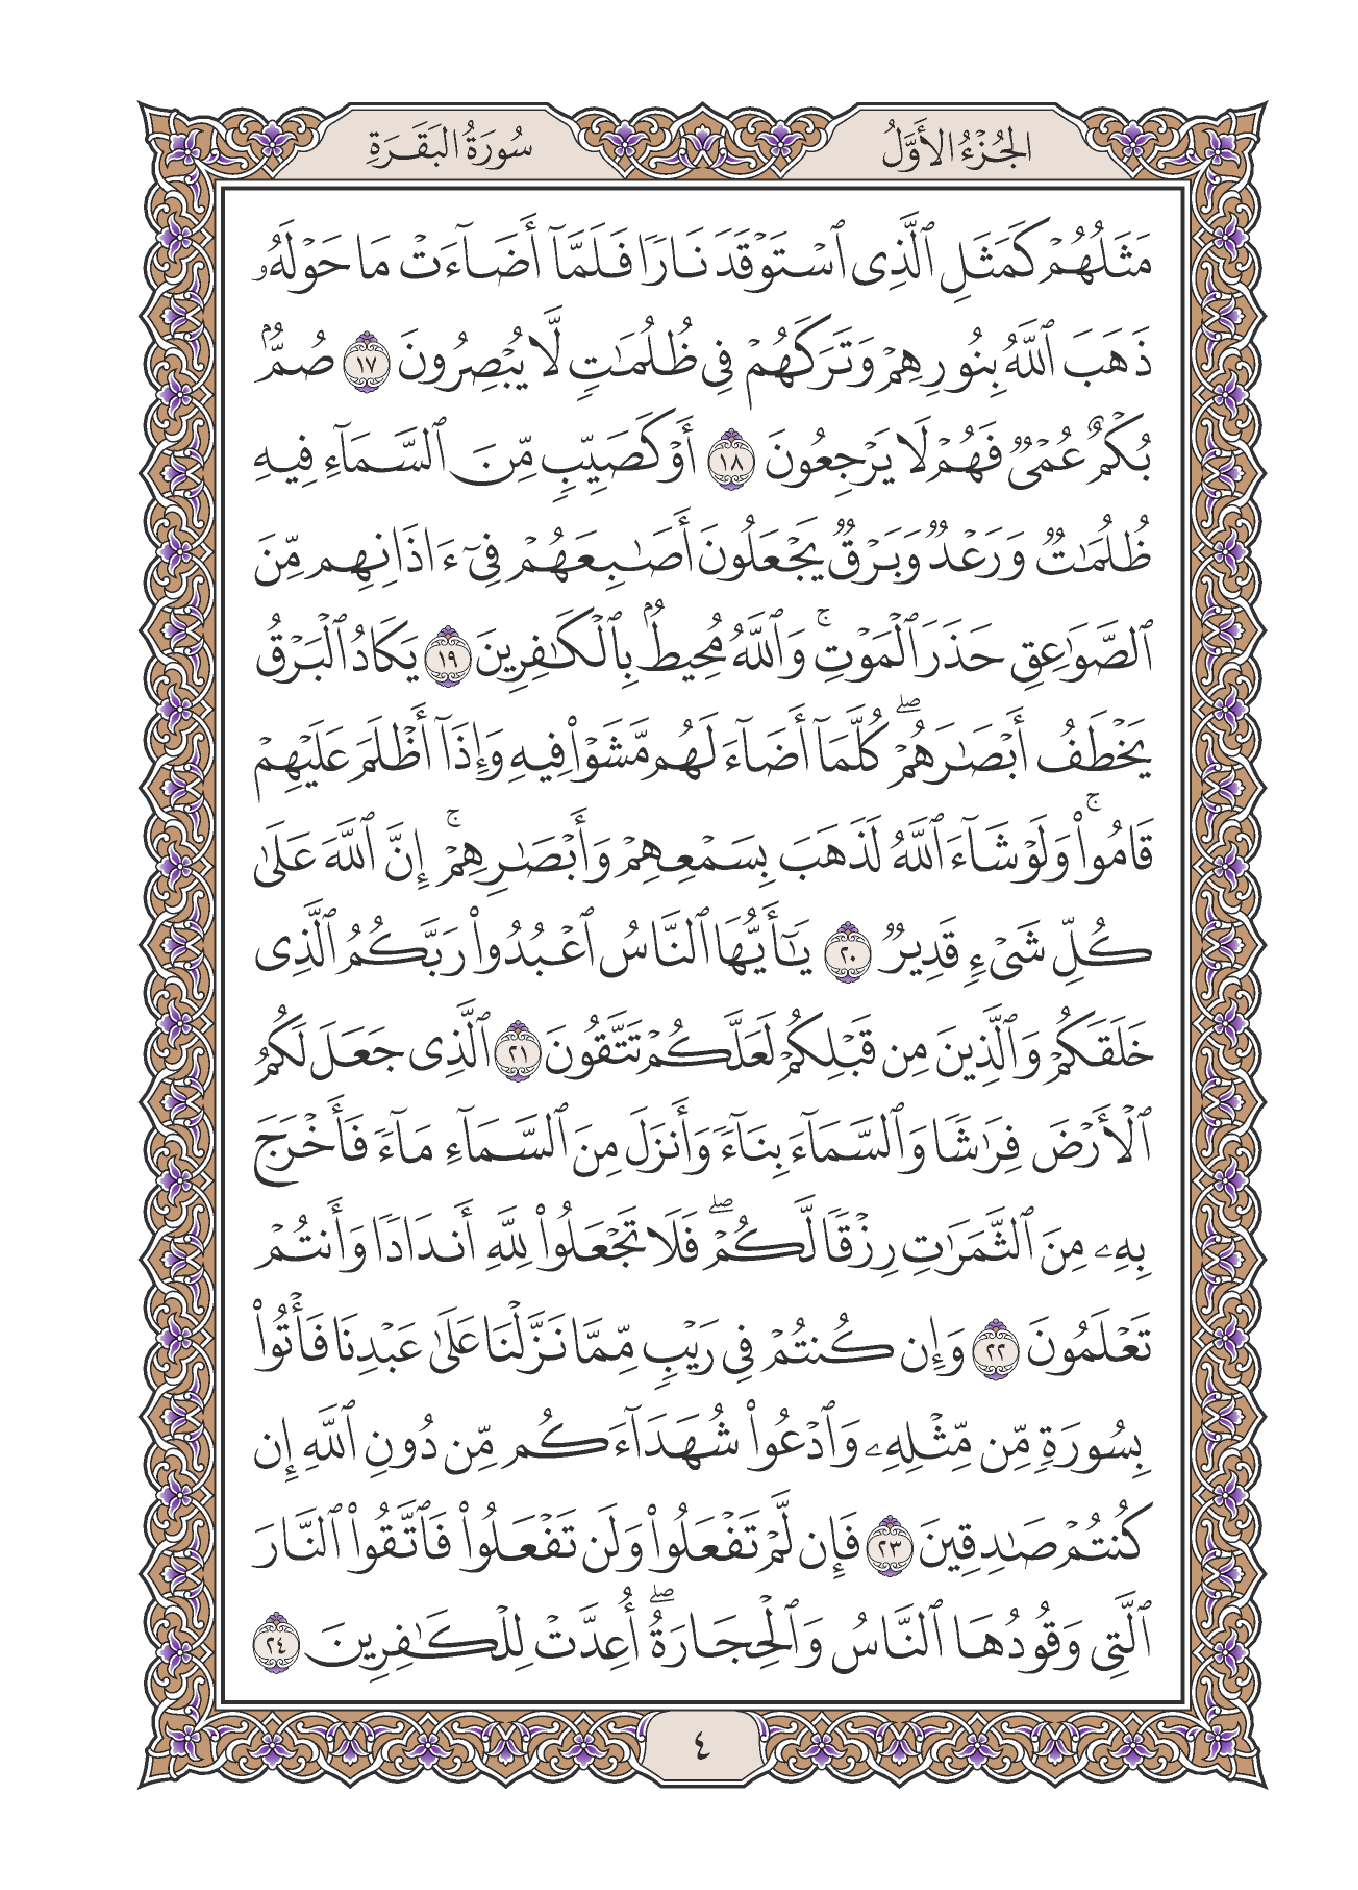 الجُزْءُ الأَوَّلُ
سُورَةُ البَقَرَةِ
مَثَلُهُمْ كَمَثَلِ ٱلَّذِى ٱسْتَوْقَدَ نَارًا فَلَمَّآ أَضَآءَتْ مَا حَوْلَهُۥ
ذَهَبَ ٱللَّهُ بِنُورِهِمْ وَتَرَكَهُمْ فِى ظُلُمَـٰتٍ لَّا يُبْصِرُونَ ١٧ صُمٌّۢ
بُكْمٌ عُمْىٌ فَهُمْ لَا يَرْجِعُونَ ١٨ أَوْ كَصَيِّبٍ مِّنَ ٱلسَّمَآءِ فِيهِ
ظُلُمَـٰتٌ وَرَعْدٌ وَبَرْقٌ يَجْعَلُونَ أَصَـٰبِعَهُمْ فِىٓ ءَاذَانِهِم مِّنَ
ٱلصَّوَٰعِقِ حَذَرَ ٱلْمَوْتِ ۚ وَٱللَّهُ مُحِيطٌۢ بِٱلْكَـٰفِرِينَ ١٩ يَكَادُ ٱلْبَرْقُ
يَخْطَفُ أَبْصَـٰرَهُمْ ۖ كُلَّمَآ أَضَآءَ لَهُم مَّشَوْا۟ فِيهِ وَإِذَآ أَظْلَمَ عَلَيْهِمْ
قَامُوا۟ ۚ وَلَوْ شَآءَ ٱللَّهُ لَذَهَبَ بِسَمْعِهِمْ وَأَبْصَـٰرِهِمْ ۚ إِنَّ ٱللَّهَ عَلَىٰ
كُلِّ شَىْءٍ قَدِيرٌ ٢٠ يَـٰٓأَيُّهَا ٱلنَّاسُ ٱعْبُدُوا۟ رَبَّكُمُ ٱلَّذِى
خَلَقَكُمْ وَٱلَّذِينَ مِن قَبْلِكُمْ لَعَلَّكُمْ تَتَّقُونَ ٢١ ٱلَّذِى جَعَلَ لَكُمُ
ٱلْأَرْضَ فِرَٰشًا وَٱلسَّمَآءَ بِنَآءً وَأَنزَلَ مِنَ ٱلسَّمَآءِ مَآءً فَأَخْرَجَ
بِهِۦ مِنَ ٱلثَّمَرَٰتِ رِزْقًا لَّكُمْ ۖ فَلَا تَجْعَلُوا۟ لِلَّهِ أَندَادًا وَأَنتُمْ
تَعْلَمُونَ ٢٢ وَإِن كُنتُمْ فِى رَيْبٍ مِّمَّا نَزَّلْنَا عَلَىٰ عَبْدِنَا فَأْتُوا۟
بِسُورَةٍ مِّن مِّثْلِهِۦ وَٱدْعُوا۟ شُهَدَآءَكُم مِّن دُونِ ٱللَّهِ إِن
كُنتُمْ صَـٰدِقِينَ ٢٣ فَإِن لَّمْ تَفْعَلُوا۟ وَلَن تَفْعَلُوا۟ فَٱتَّقُوا۟ ٱلنَّارَ
ٱلَّتِى وَقُودُهَا ٱلنَّاسُ وَٱلْحِجَارَةُ ۖ أُعِدَّتْ لِلْكَـٰفِرِينَ ٢٤
٤